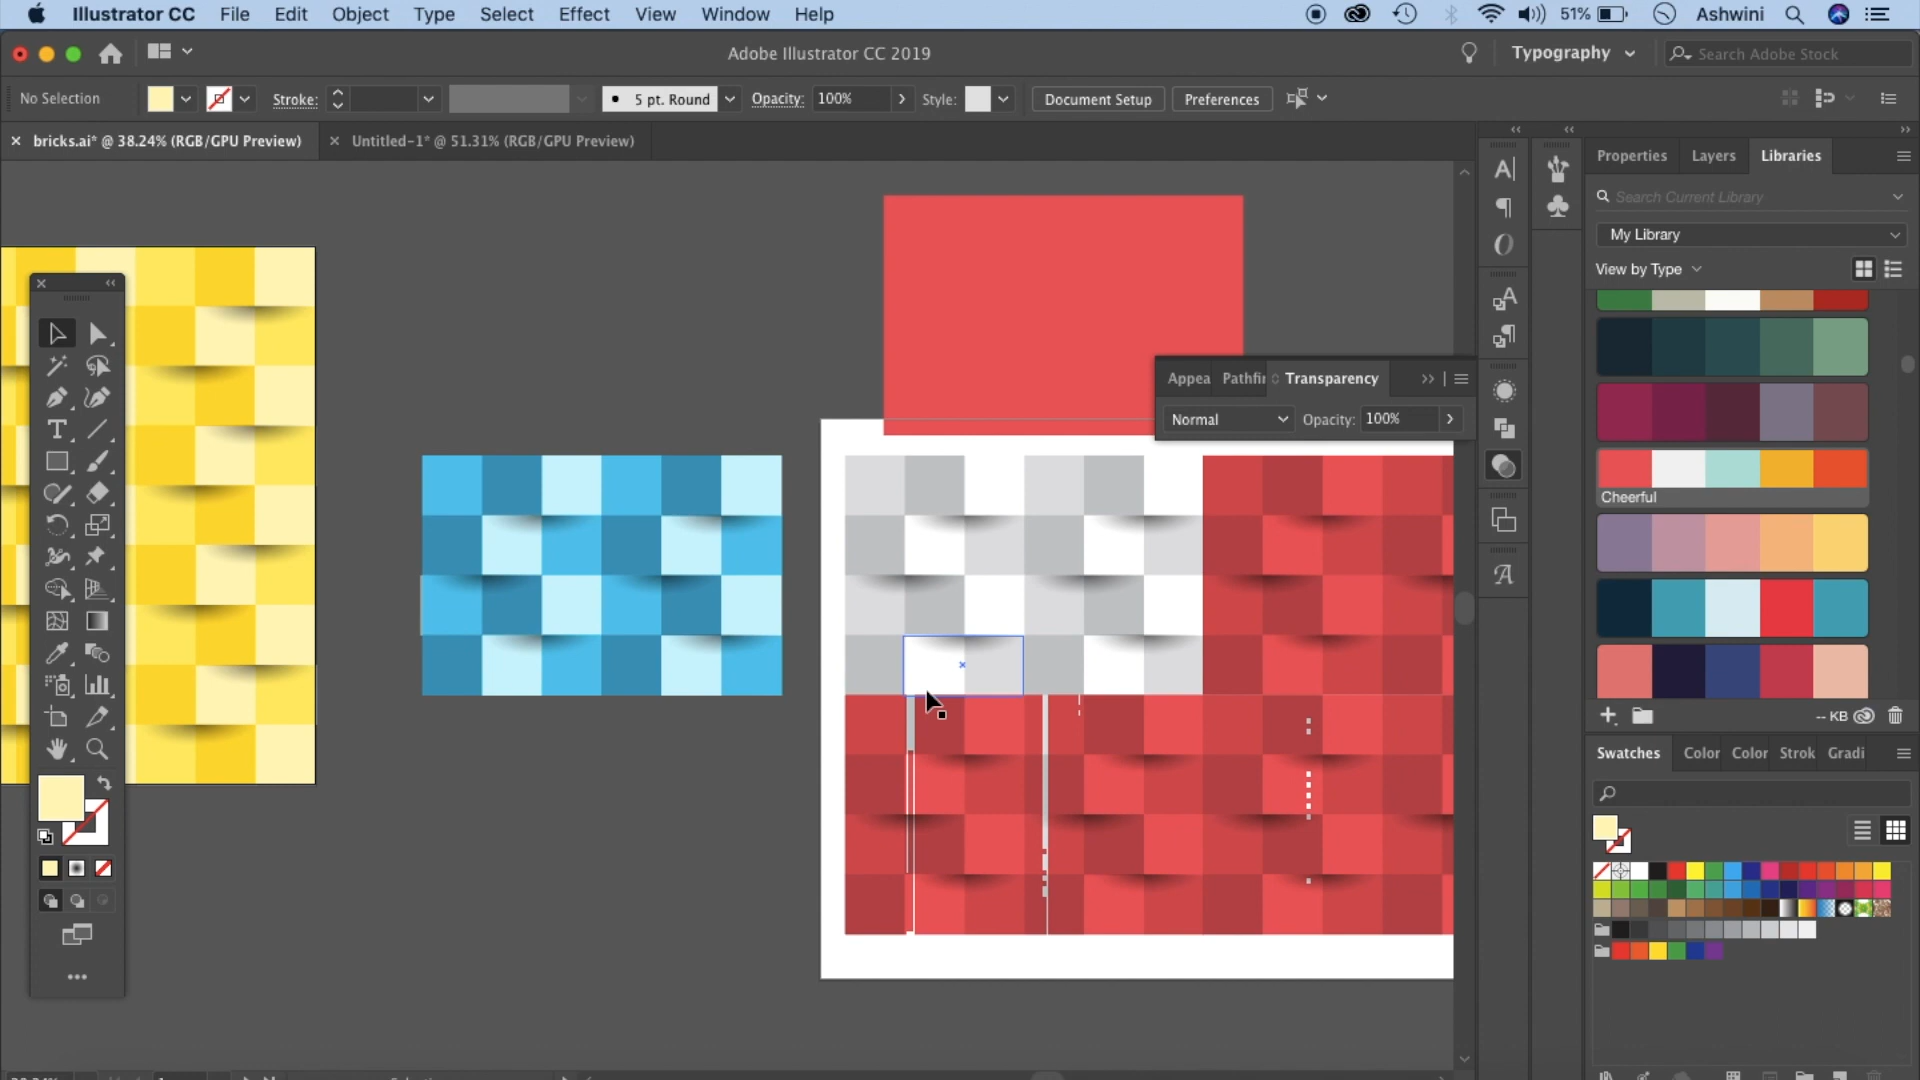 Illustrator CC File Edit Object Type Select Effect View Window Help 51% Ashwini
Adobe Illustrator CC 2019 Typography Search Adobe Stock
No Selection Stroke: 5 pt. Round Opacity: 100% Style: Document Setup Preferences
bricks.ai* @ 38.24% (RGB/GPU Preview) Untitled-1* @ 51.31% (RGB/GPU Preview)
Properties Layers Libraries
Search Current Library
My Library
View by Type
Appea Pathfi Transparency
Normal Opacity: 100%
Cheerful
-- KB
Swatches Color Color Strok Gradi